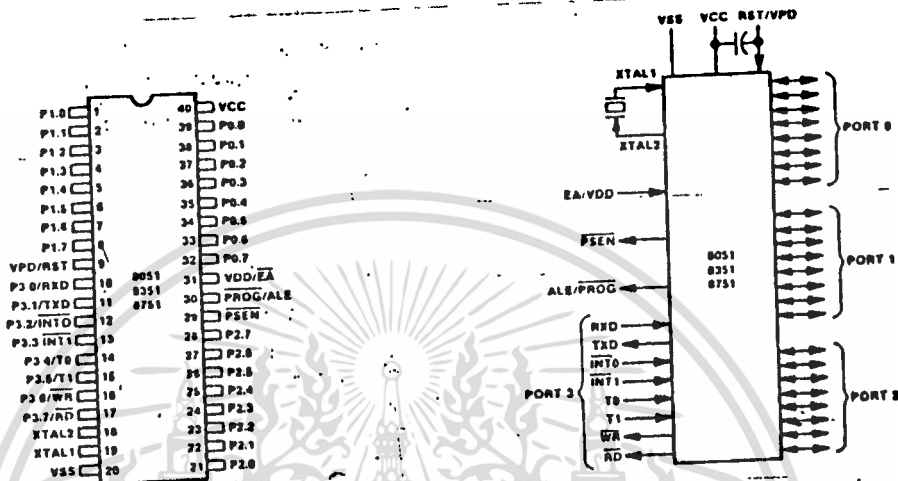 P1.0 1
P1.1 2
P1.2 3
P1.3 4
P1.4 5
P1.5 6
P1.6 7
P1.7 8
VPD/RST 9
P3.0/RXD 10
P3.1/TXD 11
P3.2/INT0 12
P3.3 INT1 13
P3.4/T0 14
P3.5/T1 15
P3.6/WR 16
P3.7/RD 17
XTAL2 18
XTAL1 19
VSS 20
8051
8351
8751
40 VCC
39 P0.0
38 P0.1
37 P0.2
36 P0.3
35 P0.4
34 P0.5
33 P0.6
32 P0.7
31 VDD/EA
30 PROG/ALE
29 PSEN
28 P2.7
27 P2.6
26 P2.5
25 P2.4
24 P2.3
23 P2.2
22 P2.1
21 P2.0
VSS VCC RST/VPD
XTAL1
XTAL2
EA/VDD
PSEN
ALE/PROG
PORT 3
RXD
TXD
INT0
INT1
T0
T1
WR
RD
8051
8351
8751
PORT 0
PORT 1
PORT 2